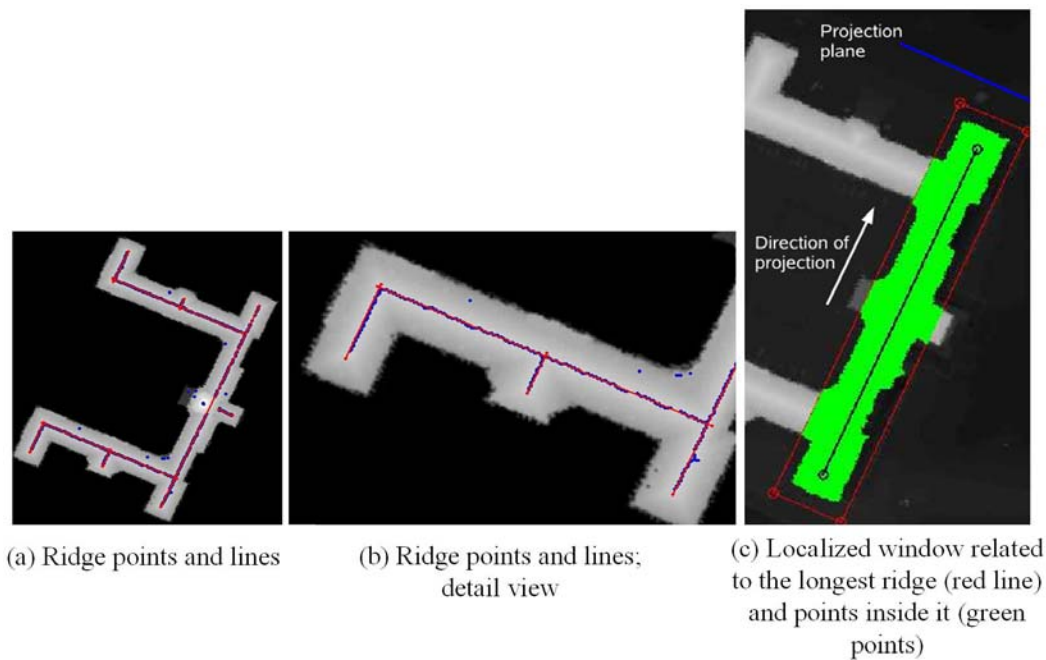 Projection
plane
Direction of
projection
(a) Ridge points and lines
(b) Ridge points and lines;
detail view
(c) Localized window related
to the longest ridge (red line)
and points inside it (green
points)